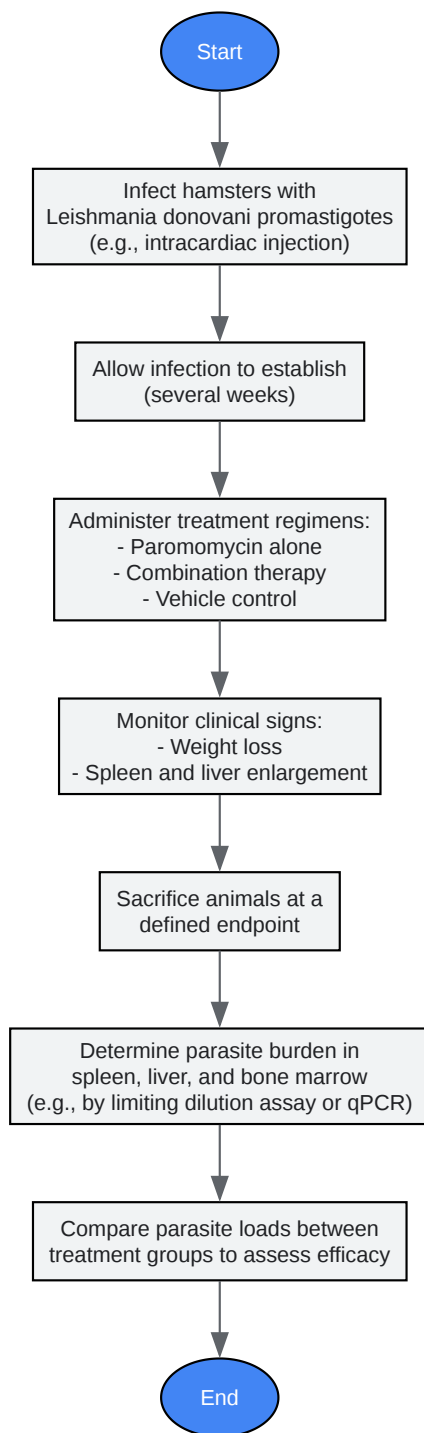 Start
Infect hamsters with
Leishmania donovani promastigotes
(e.g., intracardiac injection)
Allow infection to establish
(several weeks)
Administer treatment regimens:
- Paromomycin alone
- Combination therapy
- Vehicle control
Monitor clinical signs:
- Weight loss
- Spleen and liver enlargement
Sacrifice animals at a
defined endpoint
Determine parasite burden in
spleen, liver, and bone marrow
(e.g., by limiting dilution assay or qPCR)
Compare parasite loads between
treatment groups to assess efficacy
End